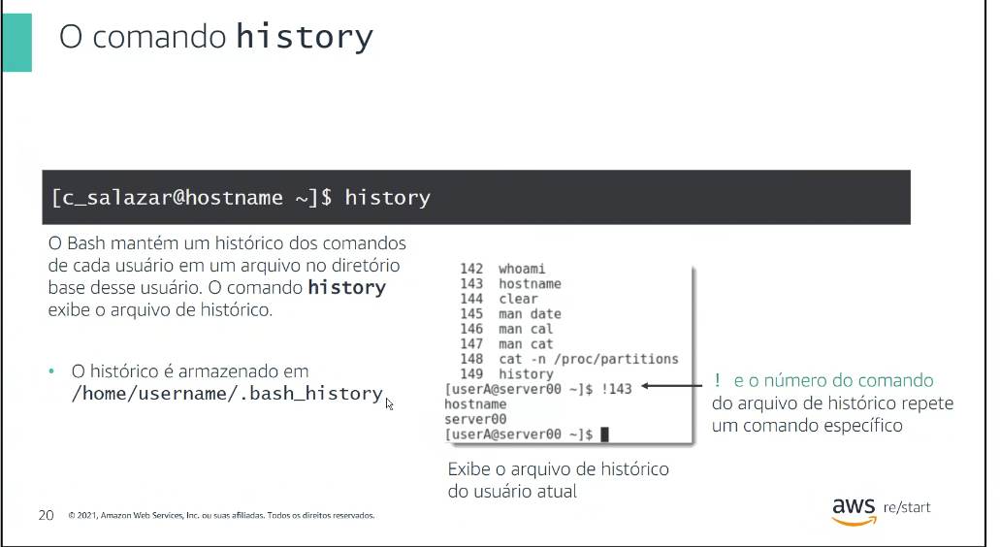 O comando history
[c_salazar@hostname ~]$ history
O Bash mantém um histórico dos comandos
de cada usuário em um arquivo no diretório
base desse usuário. O comando history
exibe o arquivo de histórico.
• O histórico é armazenado em
/home/username/.bash_history
142 whoami
143 hostname
144 clear
145 man date
146 man cal
147 man cat
148 cat -n /proc/partitions
149 history
[userA@server00 ~]$ !143
hostname
server00
[userA@server00 ~]$
! e o número do comando
do arquivo de histórico repete
um comando específico
Exibe o arquivo de histórico
do usuário atual
20 © 2021, Amazon Web Services, Inc. ou suas afiliadas. Todos os direitos reservados.
aws re/start